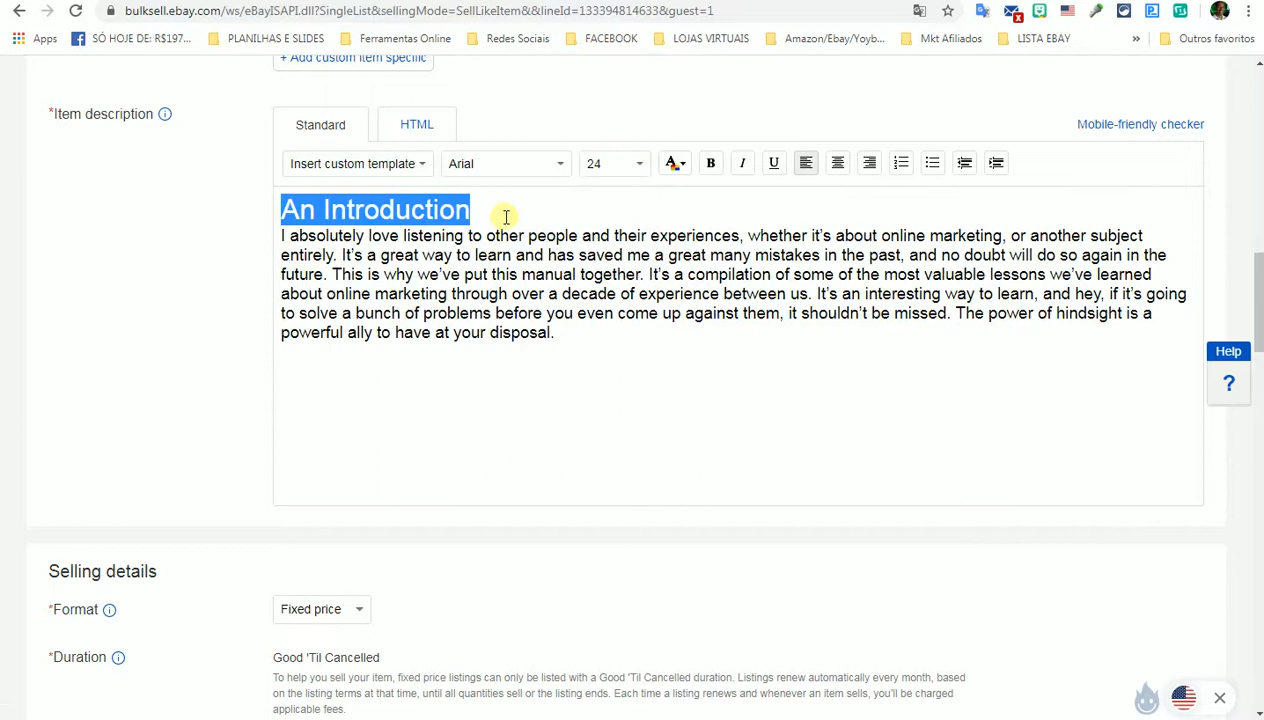 bulksell.ebay.com/ws/eBayISAPI.dll?SingleList&sellingMode=SellLikeItem&&lineId=133394814633&guest=1
Apps
SÓ HOJE DE: R$197...
PLANILHAS E SLIDES
Ferramentas Online
Redes Sociais
FACEBOOK
LOJAS VIRTUAIS
Amazon/Ebay/Yoyb...
Mkt Afiliados
LISTA EBAY
»
Outros favoritos
+ Add custom item specific
*Item description
Standard
HTML
Mobile-friendly checker
Insert custom template
Arial
24
A
B
I
U
An Introduction
I absolutely love listening to other people and their experiences, whether it's about online marketing, or another subject
entirely. It's a great way to learn and has saved me a great many mistakes in the past, and no doubt will do so again in the
future. This is why we've put this manual together. It's a compilation of some of the most valuable lessons we've learned
about online marketing through over a decade of experience between us. It's an interesting way to learn, and hey, if it's going
to solve a bunch of problems before you even come up against them, it shouldn't be missed. The power of hindsight is a
powerful ally to have at your disposal.
Help
?
Selling details
*Format
Fixed price
*Duration
Good 'Til Cancelled
To help you sell your item, fixed price listings can only be listed with a Good 'Til Cancelled duration. Listings renew automatically every month, based
on the listing terms at that time, until all quantities sell or the listing ends. Each time a listing renews and whenever an item sells, you'll be charged
applicable fees.